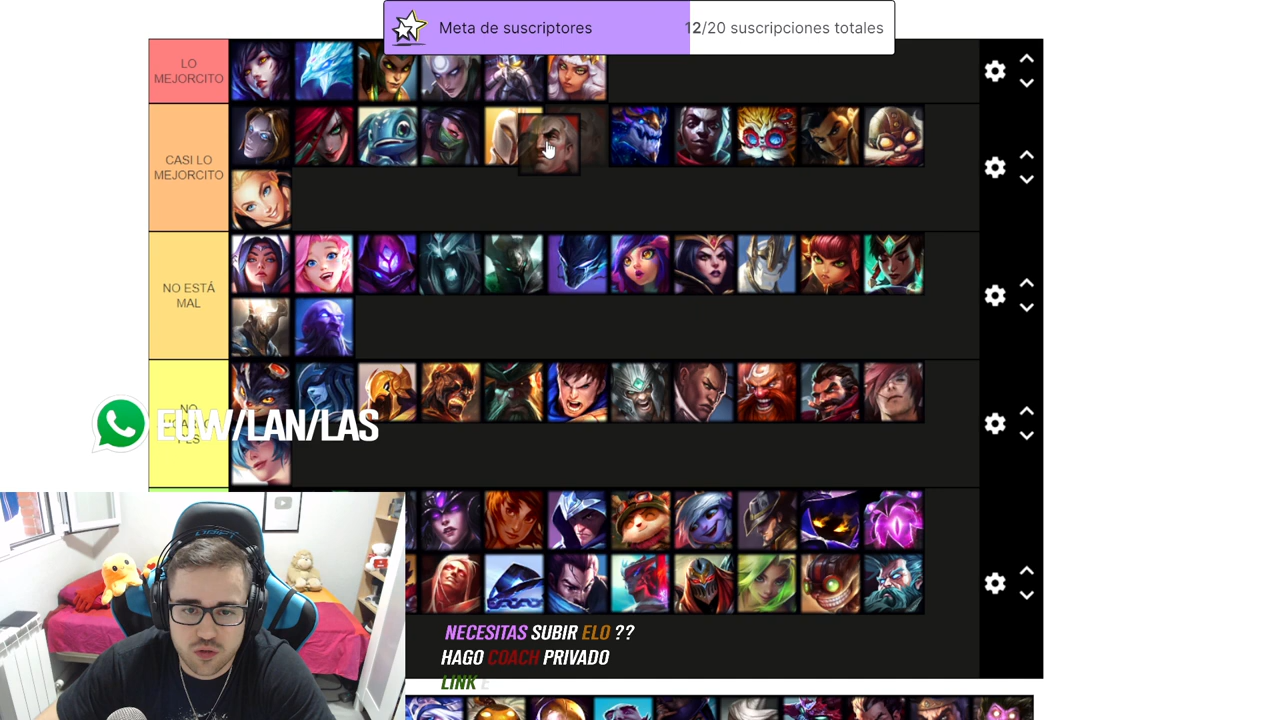 Meta de suscriptores
12/20 suscripciones totales
LO
MEJORCITO
CASI LO
MEJORCITO
NO ESTÁ
MAL
NO
EUW/LAN/LAS
NECESITAS SUBIR ELO ??
HAGO COACH PRIVADO
LINK E